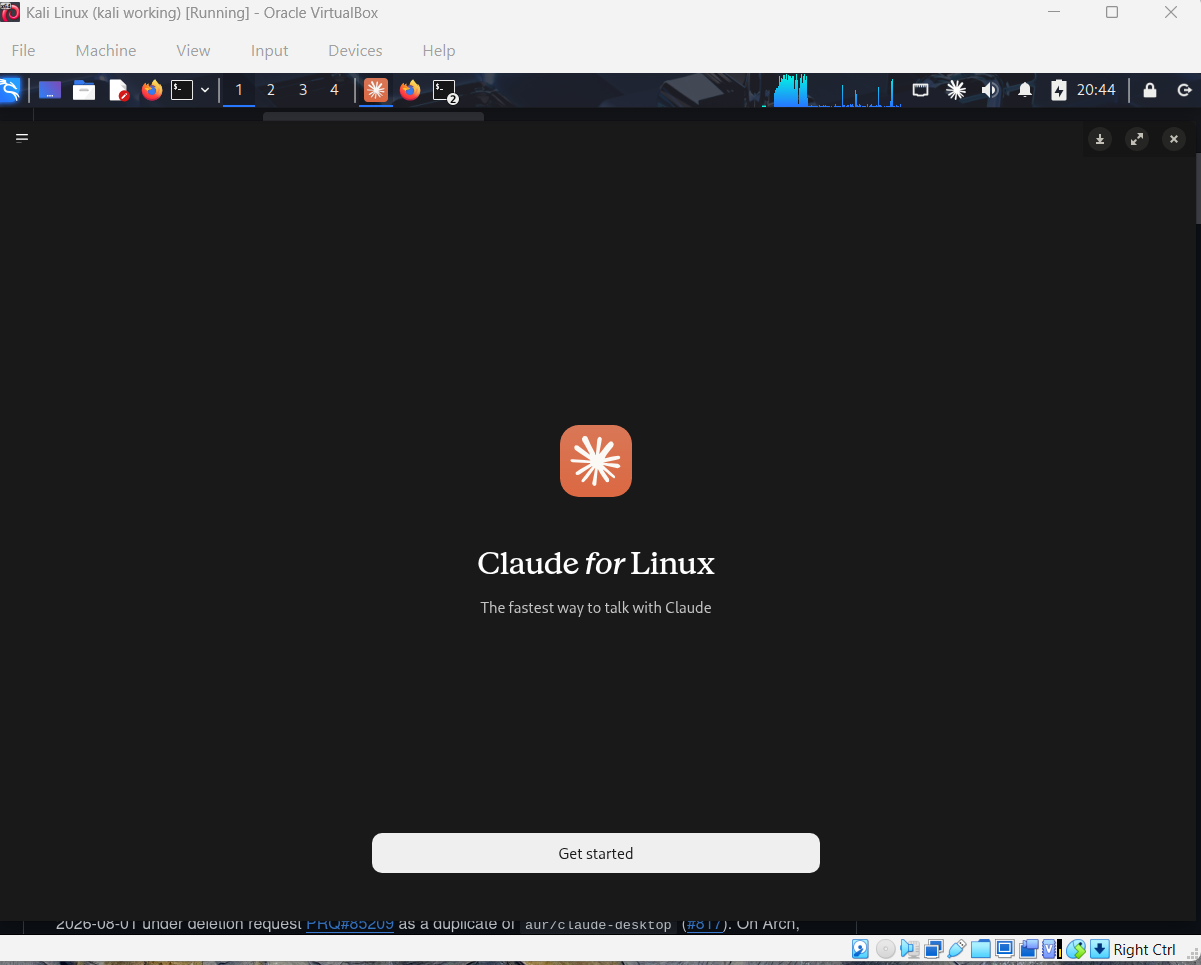 Kali Linux (kali working) [Running] - Oracle VirtualBox
File Machine View Input Devices Help
1 2 3 4 2 20:44
Claude for Linux
The fastest way to talk with Claude
Get started
2026-08-01 under deletion request PRQ#85209 as a duplicate of aur/claude-desktop (#817). On Arch,
Right Ctrl